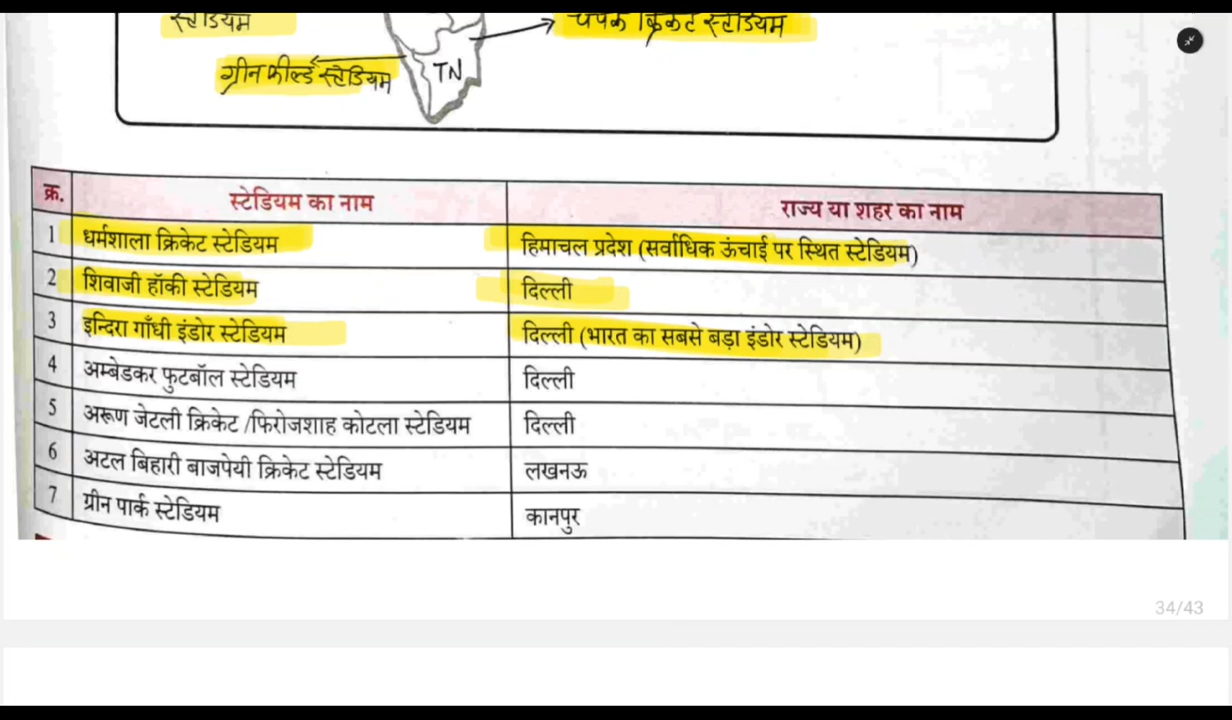 स्टेडियम
चेपक क्रिकेट स्टेडियम
ग्रीन फील्ड स्टेडियम
TN
क्र. स्टेडियम का नाम राज्य या शहर का नाम
1 धर्मशाला क्रिकेट स्टेडियम हिमाचल प्रदेश (सर्वाधिक ऊंचाई पर स्थित स्टेडियम)
2 शिवाजी हॉकी स्टेडियम दिल्ली
3 इन्दिरा गाँधी इंडोर स्टेडियम दिल्ली (भारत का सबसे बड़ा इंडोर स्टेडियम)
4 अम्बेडकर फुटबॉल स्टेडियम दिल्ली
5 अरूण जेटली क्रिकेट /फिरोजशाह कोटला स्टेडियम दिल्ली
6 अटल बिहारी बाजपेयी क्रिकेट स्टेडियम लखनऊ
7 ग्रीन पार्क स्टेडियम कानपुर
34/43